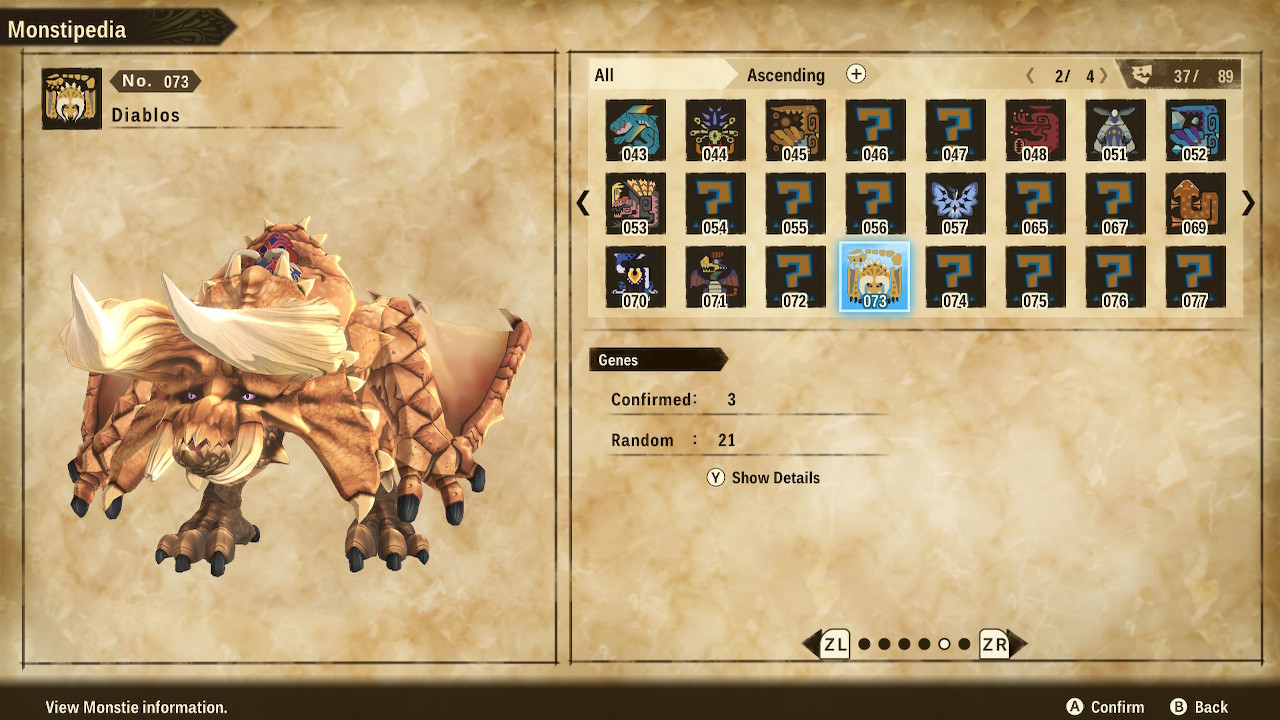 Monstipedia
No. 073
Diablos
All
Ascending +
2/ 4
37/ 89
043 044 045 046 047 048 051 052
053 054 055 056 057 065 067 069
070 071 072 073 074 075 076 077
Genes
Confirmed: 3
Random : 21
Y Show Details
ZL ZR
View Monstie information.
A Confirm B Back